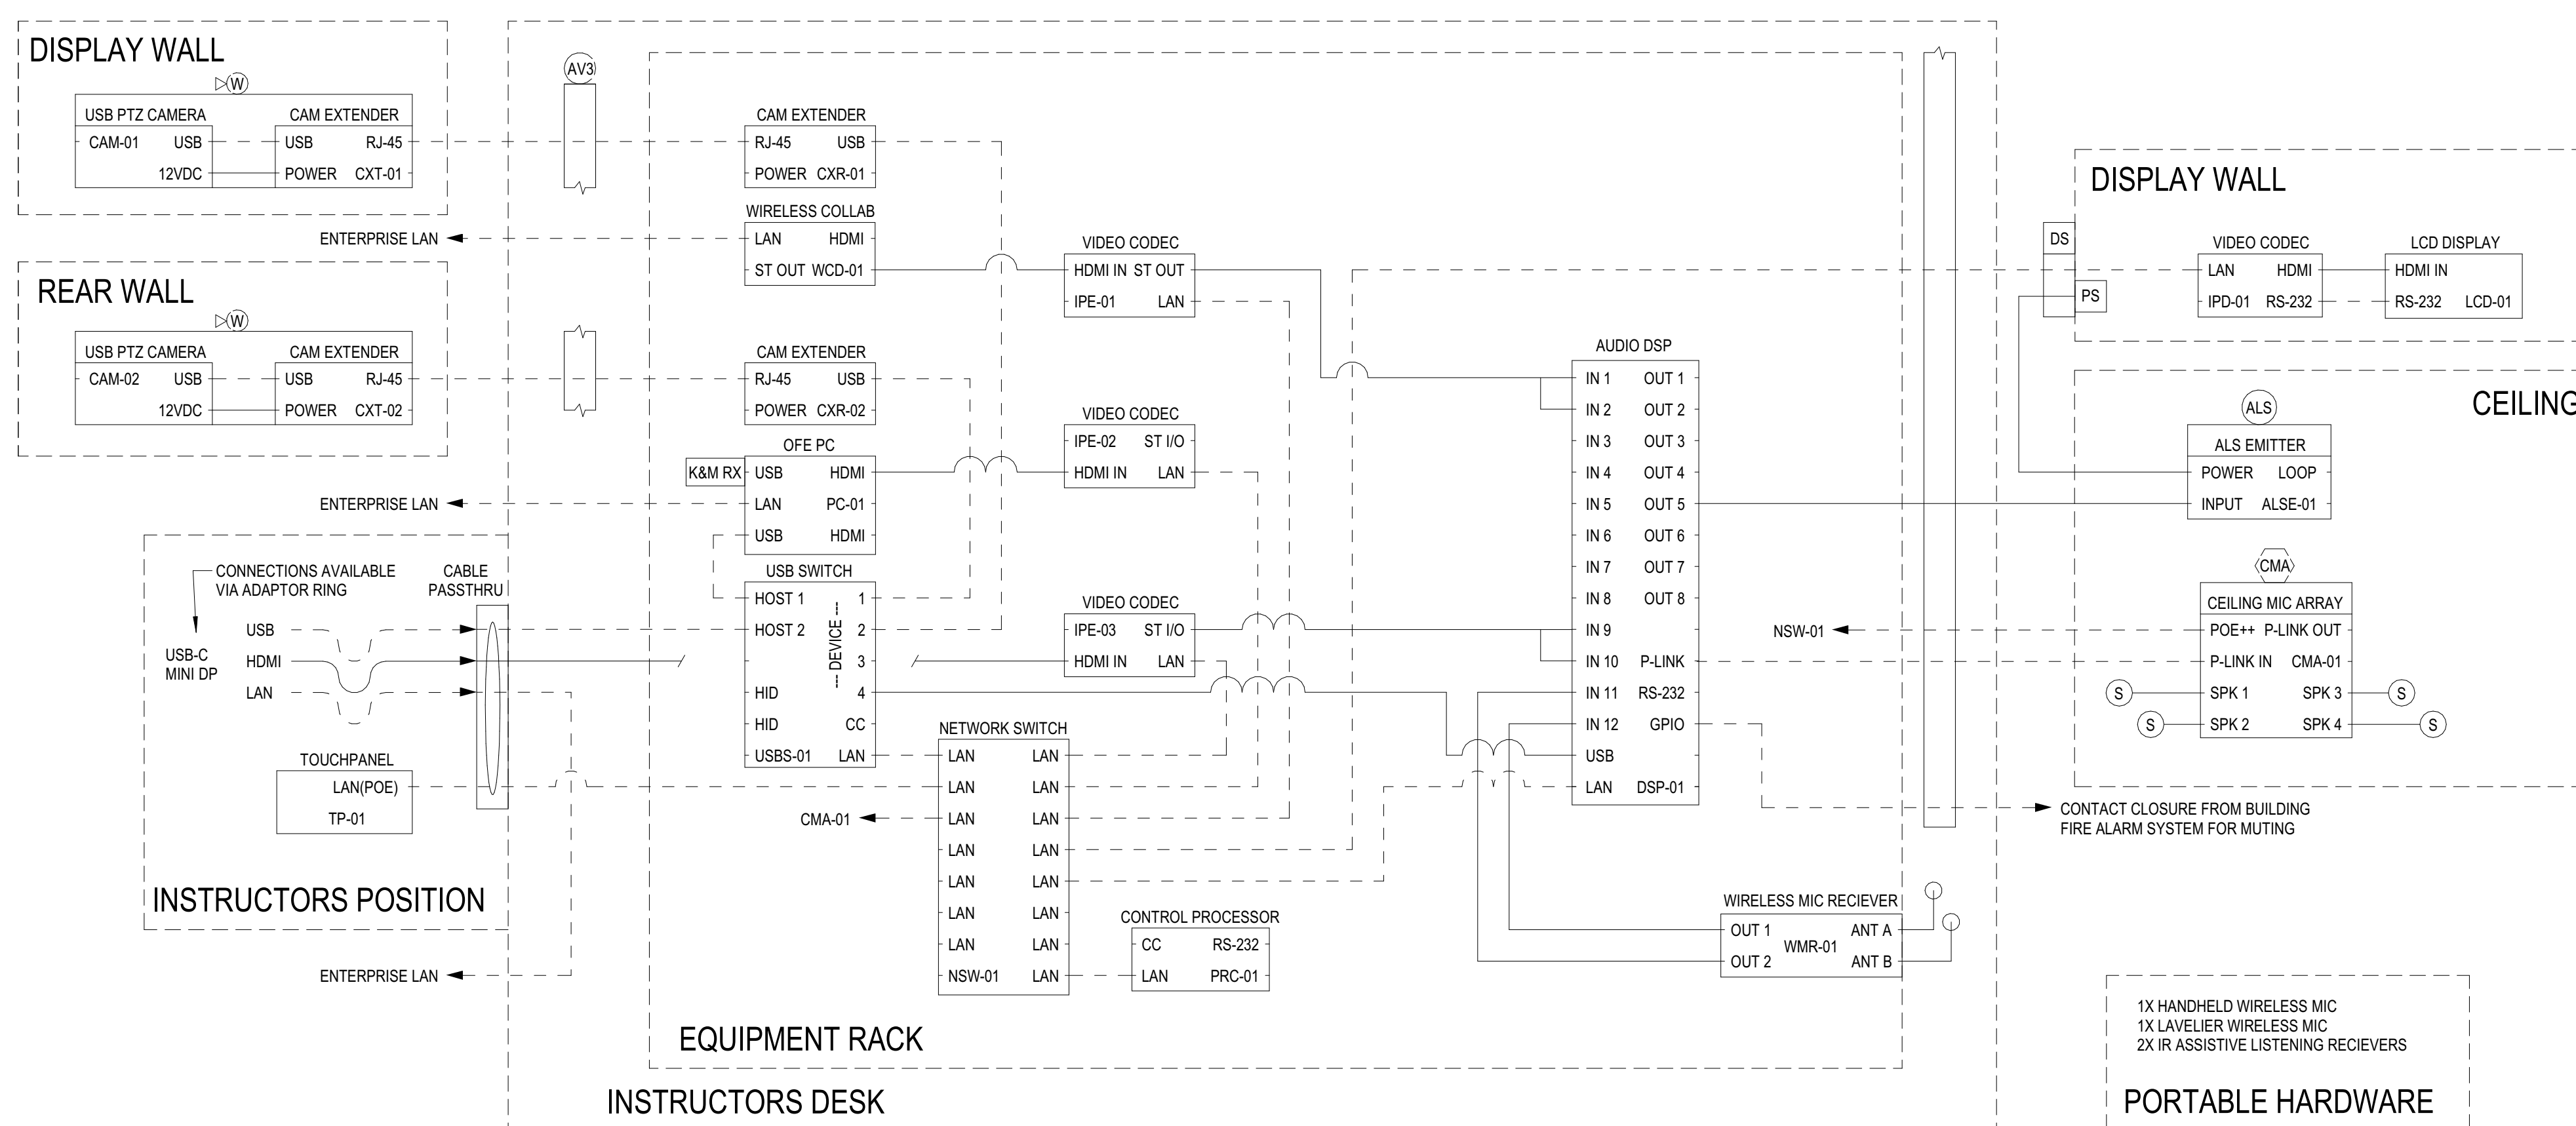 DISPLAY WALL
W
USB PTZ CAMERA
CAM EXTENDER
CAM-01 USB
USB RJ-45
12VDC
POWER CXT-01
ENTERPRISE LAN
REAR WALL
W
USB PTZ CAMERA
CAM EXTENDER
CAM-02 USB
USB RJ-45
12VDC
POWER CXT-02
ENTERPRISE LAN
CONNECTIONS AVAILABLE
VIA ADAPTOR RING
CABLE
PASSTHRU
USB
USB-C
MINI DP
HDMI
LAN
TOUCHPANEL
LAN(POE)
TP-01
INSTRUCTORS POSITION
ENTERPRISE LAN
AV3
CAM EXTENDER
RJ-45 USB
POWER CXR-01
WIRELESS COLLAB
LAN HDMI
ST OUT WCD-01
CAM EXTENDER
RJ-45 USB
POWER CXR-02
OFE PC
K&M RX
USB HDMI
LAN PC-01
USB HDMI
USB SWITCH
HOST 1 1
HOST 2 2
--- DEVICE ---
3
HID 4
HID CC
USBS-01 LAN
VIDEO CODEC
HDMI IN ST OUT
IPE-01 LAN
VIDEO CODEC
IPE-02 ST I/O
HDMI IN LAN
VIDEO CODEC
IPE-03 ST I/O
HDMI IN LAN
NETWORK SWITCH
LAN LAN
LAN LAN
CMA-01
LAN LAN
LAN LAN
LAN LAN
LAN LAN
LAN LAN
NSW-01 LAN
CONTROL PROCESSOR
CC RS-232
LAN PRC-01
AUDIO DSP
IN 1 OUT 1
IN 2 OUT 2
IN 3 OUT 3
IN 4 OUT 4
IN 5 OUT 5
IN 6 OUT 6
IN 7 OUT 7
IN 8 OUT 8
IN 9
IN 10 P-LINK
IN 11 RS-232
IN 12 GPIO
USB
LAN DSP-01
WIRELESS MIC RECIEVER
OUT 1 ANT A
WMR-01
OUT 2 ANT B
EQUIPMENT RACK
INSTRUCTORS DESK
DISPLAY WALL
DS
PS
VIDEO CODEC
LAN HDMI
IPD-01 RS-232
LCD DISPLAY
HDMI IN
RS-232 LCD-01
CEILING
ALS
ALS EMITTER
POWER LOOP
INPUT ALSE-01
CMA
CEILING MIC ARRAY
NSW-01
POE++ P-LINK OUT
P-LINK IN CMA-01
S
SPK 1 SPK 3
S
S
SPK 2 SPK 4
S
CONTACT CLOSURE FROM BUILDING
FIRE ALARM SYSTEM FOR MUTING
1X HANDHELD WIRELESS MIC
1X LAVELIER WIRELESS MIC
2X IR ASSISTIVE LISTENING RECIEVERS
PORTABLE HARDWARE